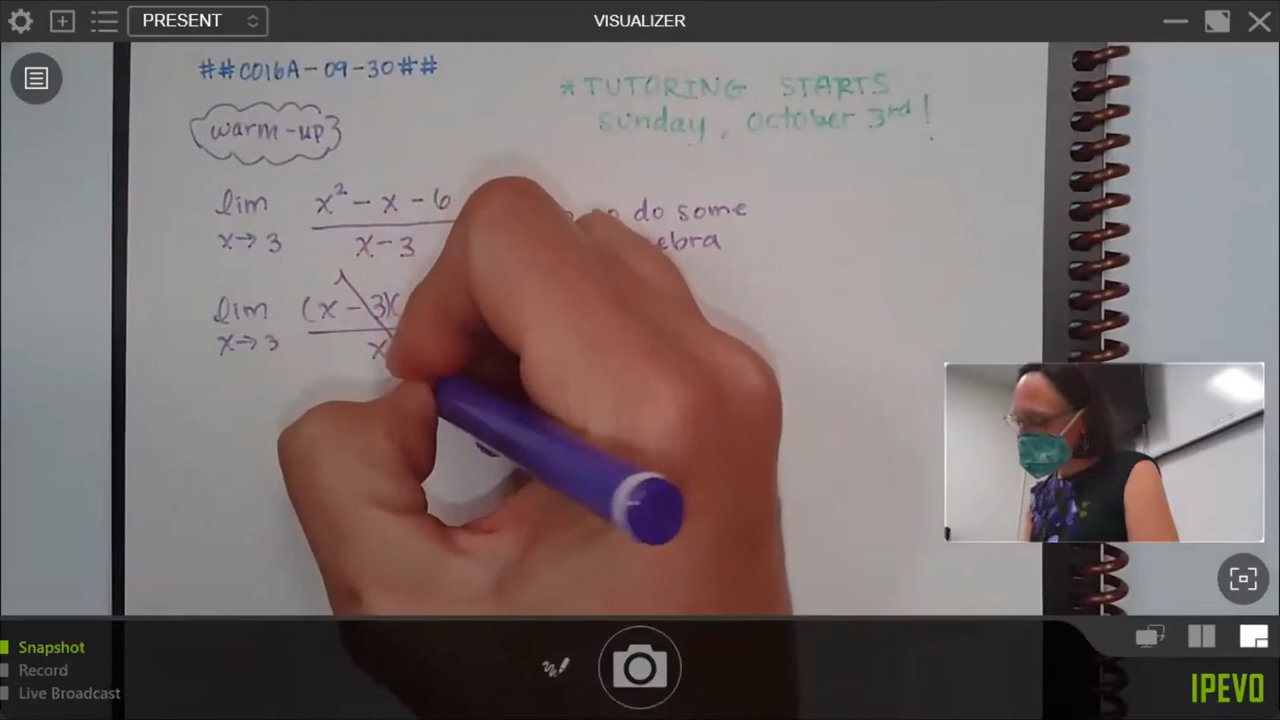 PRESENT
VISUALIZER
##C016A-09-30##
*TUTORING STARTS
sunday, october 3rd!
warm-up
lim x→3 x² - x - 6 / x - 3
do some
lim x→3 (x - 3)( / x
Snapshot
Record
Live Broadcast
IPEVO